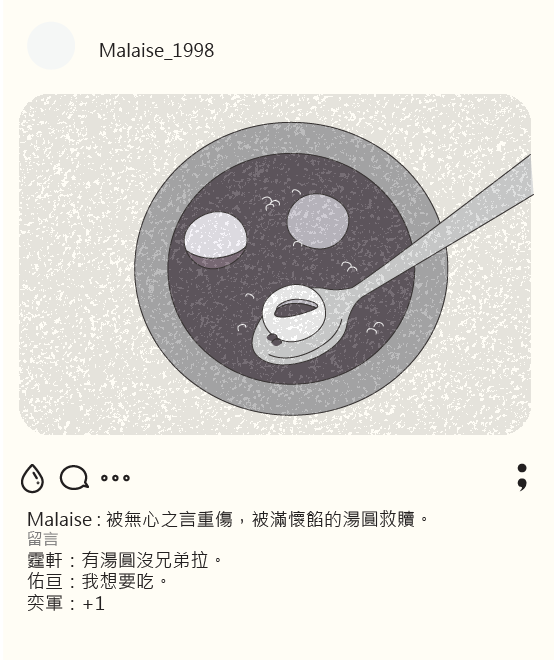 Malaise_1998
Malaise : 被無心之言重傷，被滿懷餡的湯圓救贖。
留言
霆軒：有湯圓沒兄弟拉。
佑亘：我想要吃。
奕軍：+1